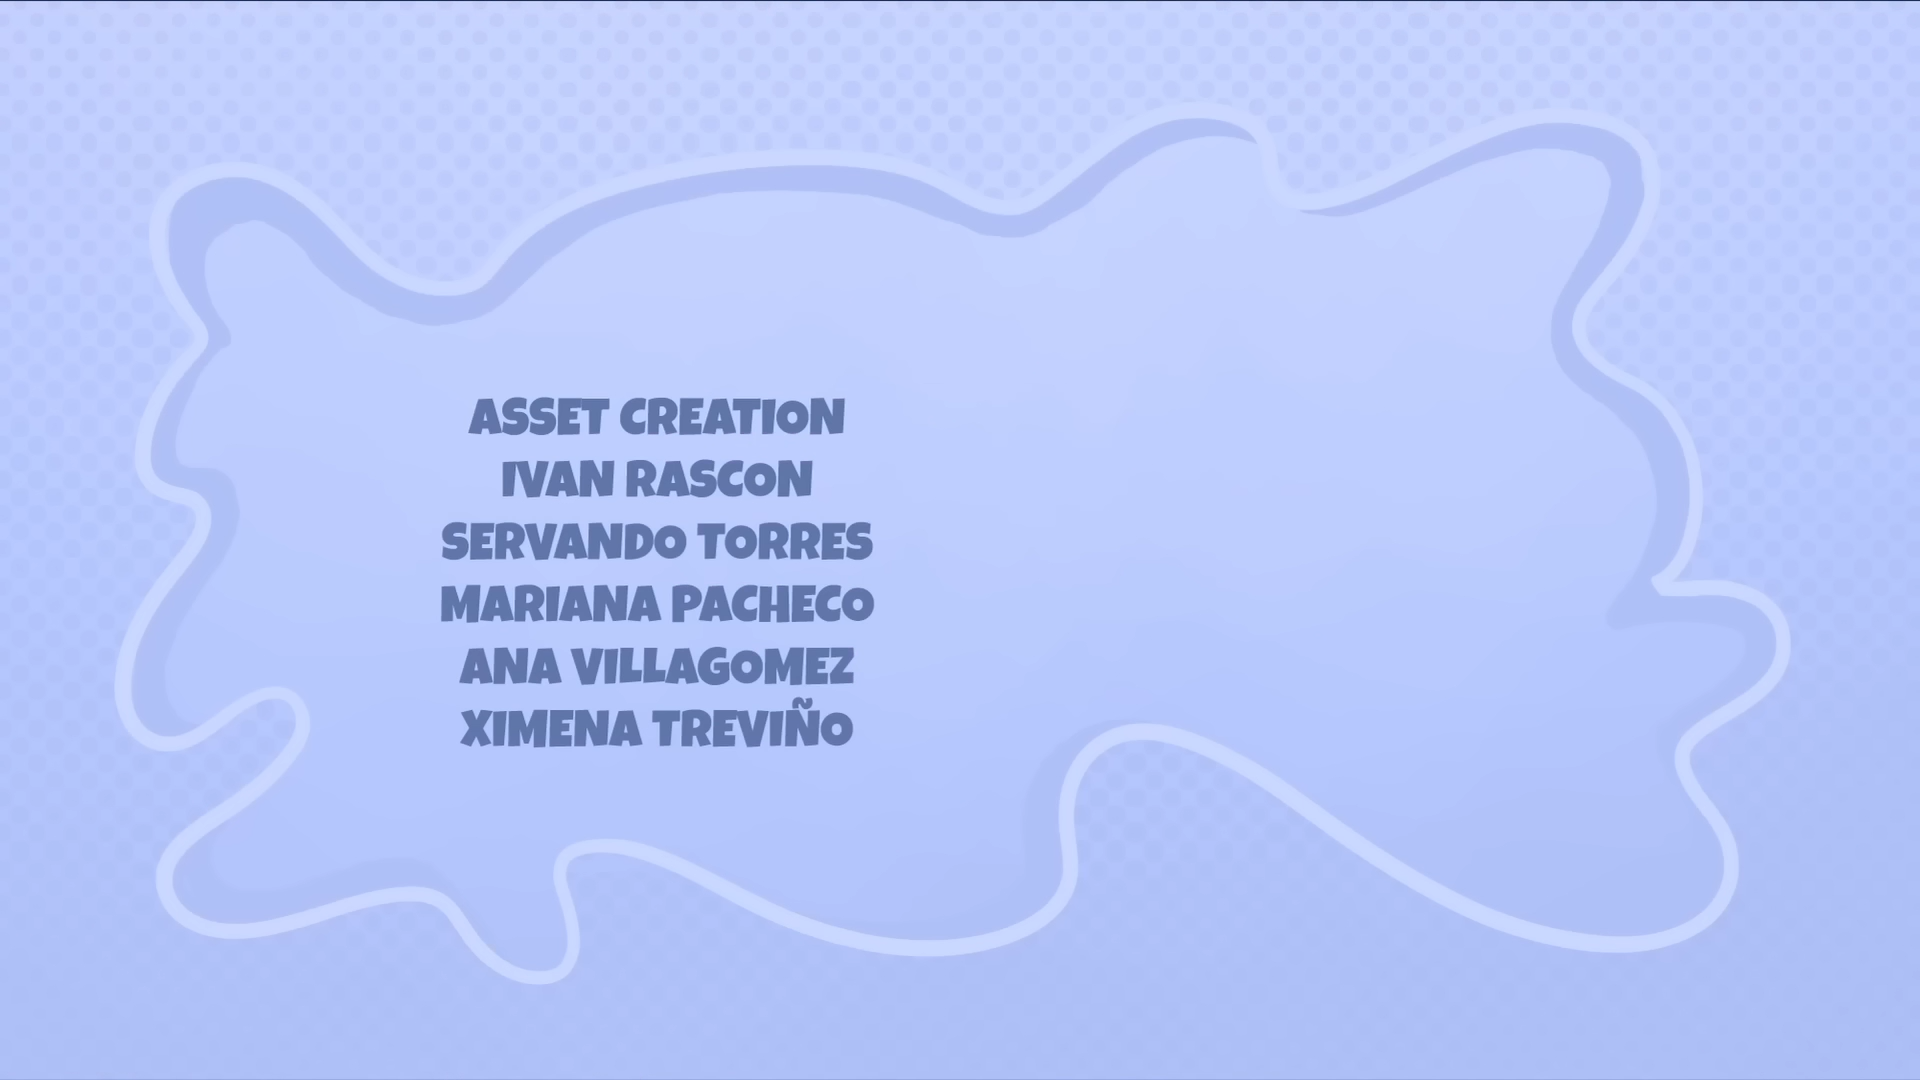 ASSET CREATION
IVAN RASCON
SERVANDO TORRES
MARIANA PACHECO
ANA VILLAGOMEZ
XIMENA TREVIÑO